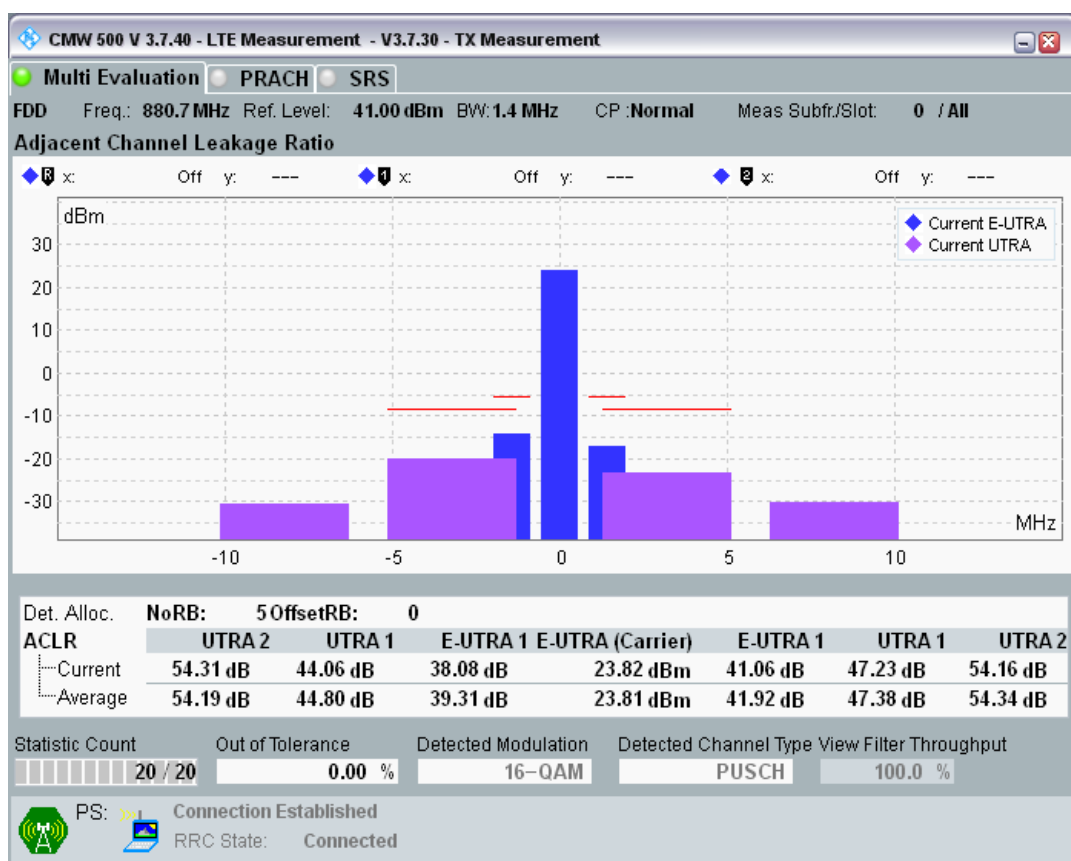 CMW 500 V 3.7.40 - LTE Measurement - V3.7.30 - TX Measurement
Multi Evaluation PRACH SRS
FDD Freq.: 880.7 MHz Ref. Level: 41.00 dBm BW: 1.4 MHz CP : Normal Meas Subfr./Slot: 0 / All
Adjacent Channel Leakage Ratio
R x: Off y: --- 1 x: Off y: --- 2 x: Off y: ---
dBm
Current E-UTRA
Current UTRA
30
20
10
0
-10
-20
-30
MHz
-10 -5 0 5 10
Det. Alloc. NoRB: 5 OffsetRB: 0
ACLR UTRA 2 UTRA 1 E-UTRA 1 E-UTRA (Carrier) E-UTRA 1 UTRA 1 UTRA 2
Current 54.31 dB 44.06 dB 38.08 dB 23.82 dBm 41.06 dB 47.23 dB 54.16 dB
Average 54.19 dB 44.80 dB 39.31 dB 23.81 dBm 41.92 dB 47.38 dB 54.34 dB
Statistic Count Out of Tolerance Detected Modulation Detected Channel Type View Filter Throughput
20 / 20 0.00 % 16-QAM PUSCH 100.0 %
PS: Connection Established
RRC State: Connected